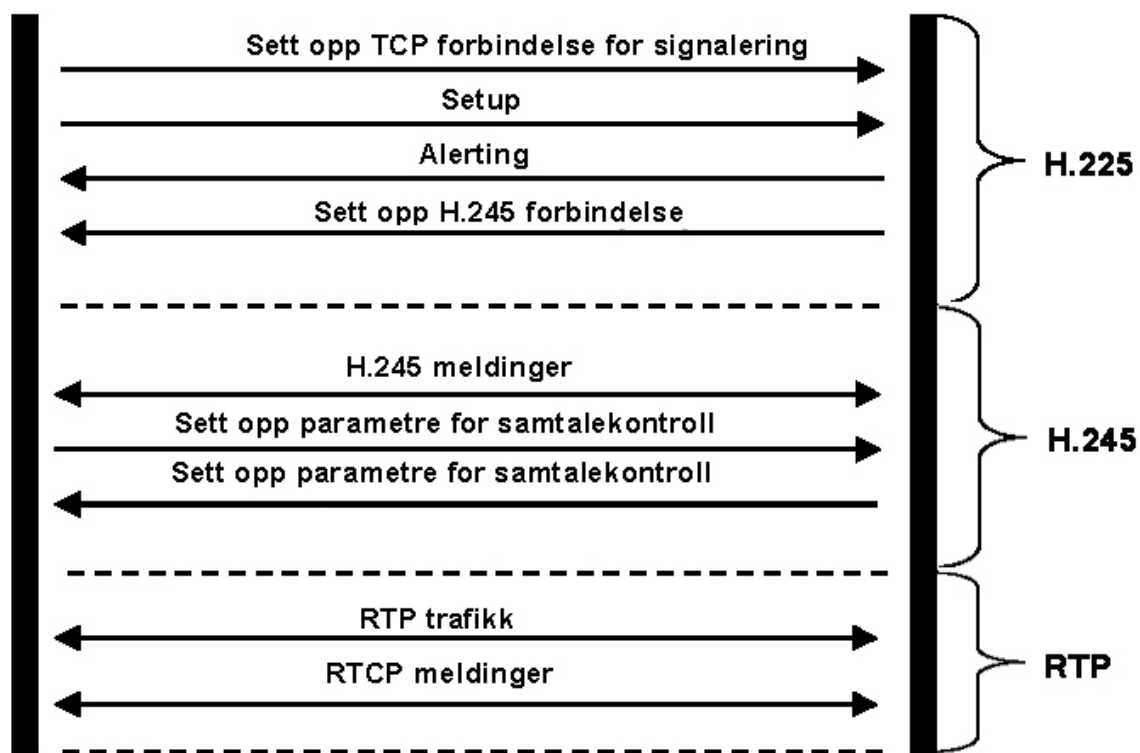 Sett opp TCP forbindelse for signalering
Setup
Alerting
H.225
Sett opp H.245 forbindelse
H.245 meldinger
Sett opp parametre for samtalekontroll
H.245
Sett opp parametre for samtalekontroll
RTP trafikk
RTP
RTCP meldinger